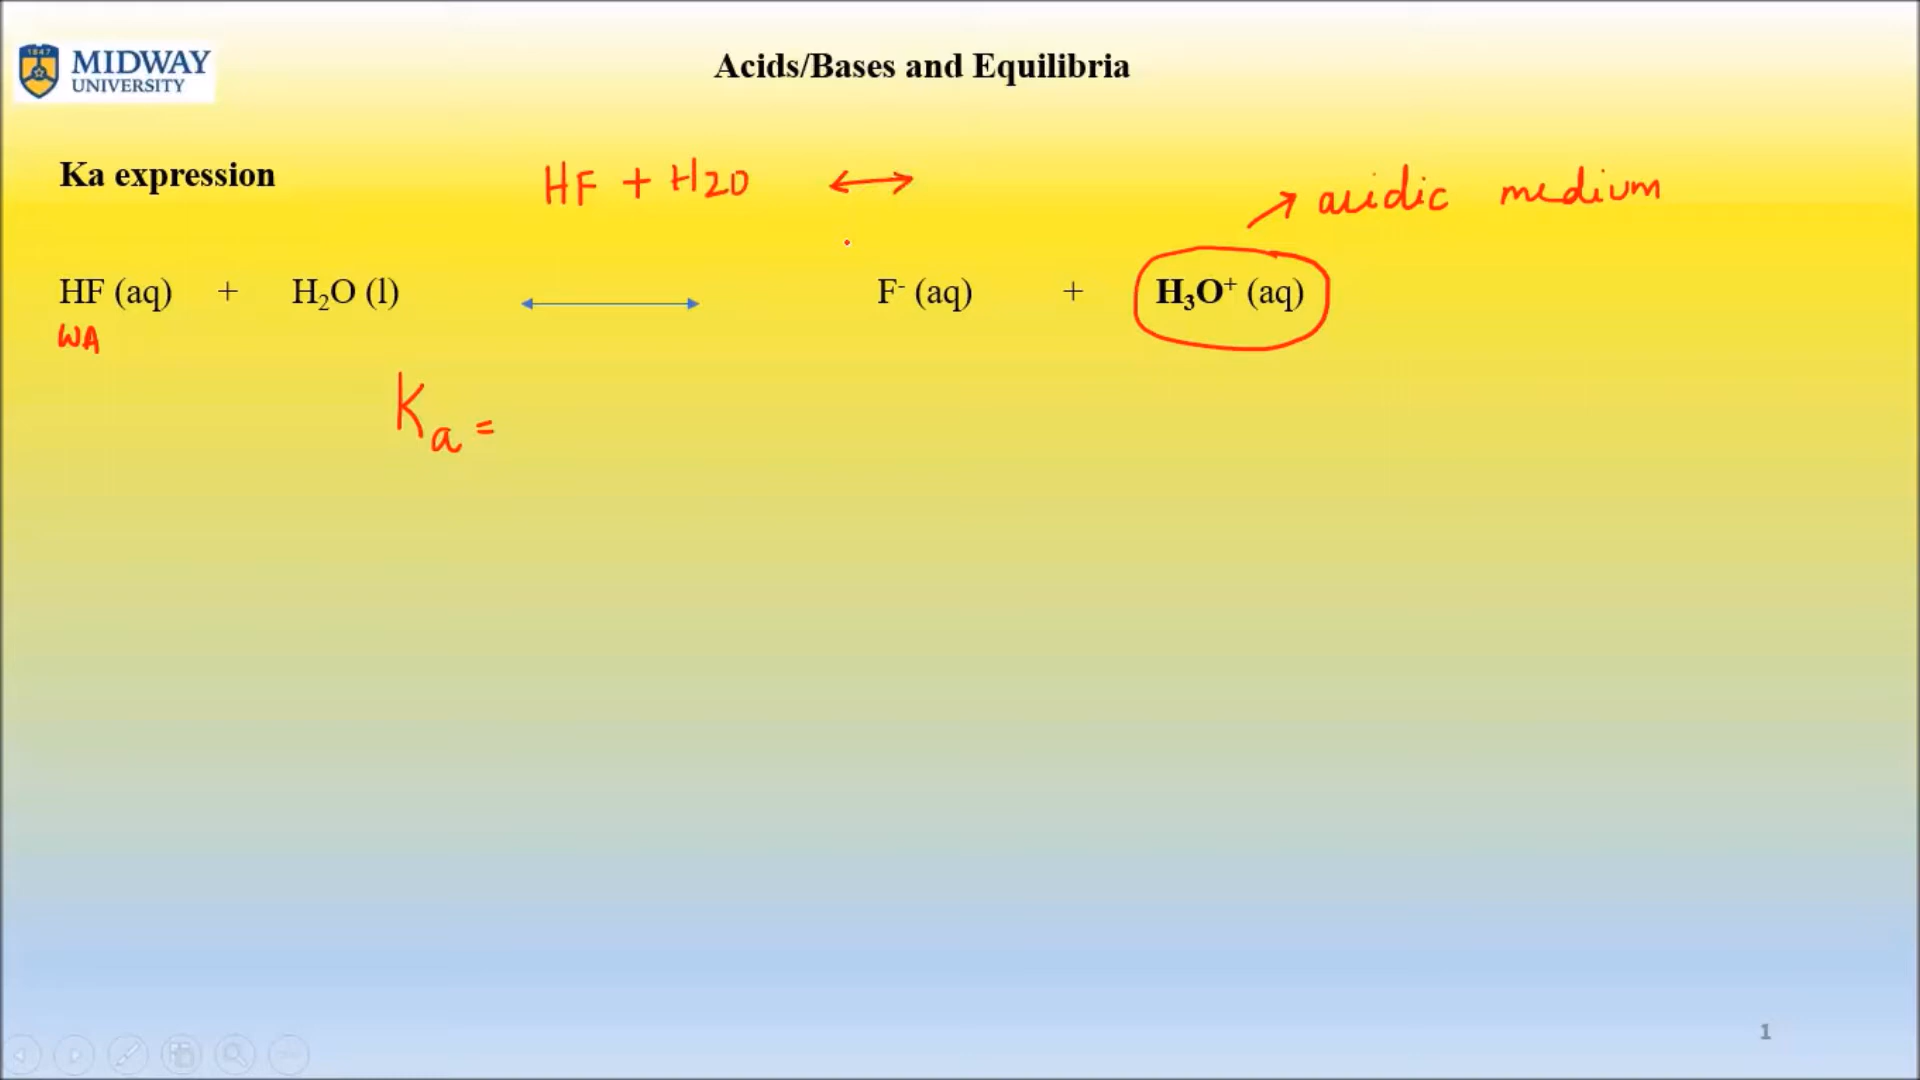 1847
MIDWAY
UNIVERSITY
Acids/Bases and Equilibria
Ka expression
HF + H2O ↔
↗ acidic medium
HF (aq) + H₂O (l) ↔ F⁻ (aq) + H₃O⁺ (aq)
WA
Ka =
1